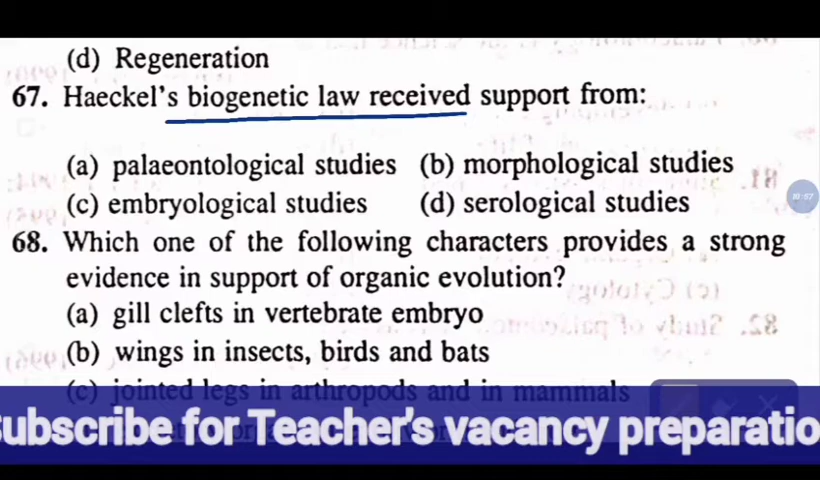 (d) Regeneration
67. Haeckel's biogenetic law received support from:
(a) palaeontological studies (b) morphological studies
(c) embryological studies (d) serological studies
68. Which one of the following characters provides a strong
evidence in support of organic evolution?
(a) gill clefts in vertebrate embryo
(b) wings in insects, birds and bats
(c) jointed legs in arthropods and in mammals
ubscribe for Teacher's vacancy preparatio